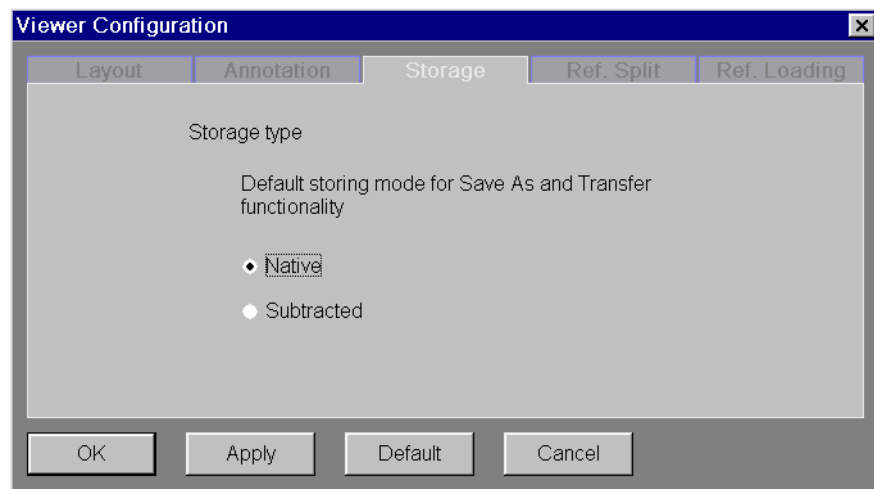 Viewer Configuration
Layout Annotation Storage Ref. Split Ref. Loading
Storage type
Default storing mode for Save As and Transfer
functionality
Native
Subtracted
OK Apply Default Cancel